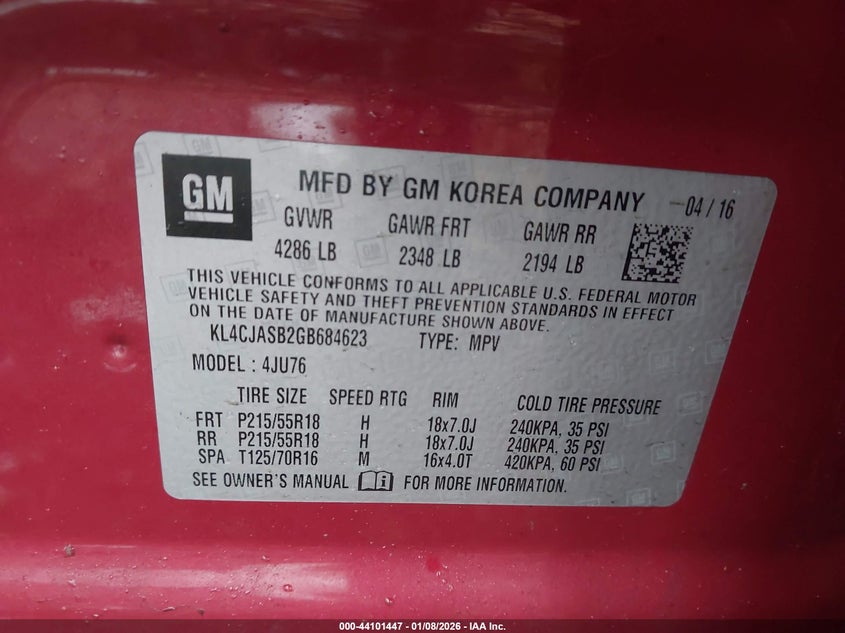 GM
MFD BY GM KOREA COMPANY 04/16
GVWR GAWR FRT GAWR RR
4286 LB 2348 LB 2194 LB
THIS VEHICLE CONFORMS TO ALL APPLICABLE U.S. FEDERAL MOTOR
VEHICLE SAFETY AND THEFT PREVENTION STANDARDS IN EFFECT
ON THE DATE OF MANUFACTURE SHOWN ABOVE.
KL4CJASB2GB684623 TYPE: MPV
MODEL : 4JU76
TIRE SIZE SPEED RTG RIM COLD TIRE PRESSURE
FRT P215/55R18 H 18x7.0J 240KPA, 35 PSI
RR P215/55R18 H 18x7.0J 240KPA, 35 PSI
SPA T125/70R16 M 16x4.0T 420KPA, 60 PSI
SEE OWNER'S MANUAL FOR MORE INFORMATION.
000-44101447 - 01/08/2026 - IAA Inc.